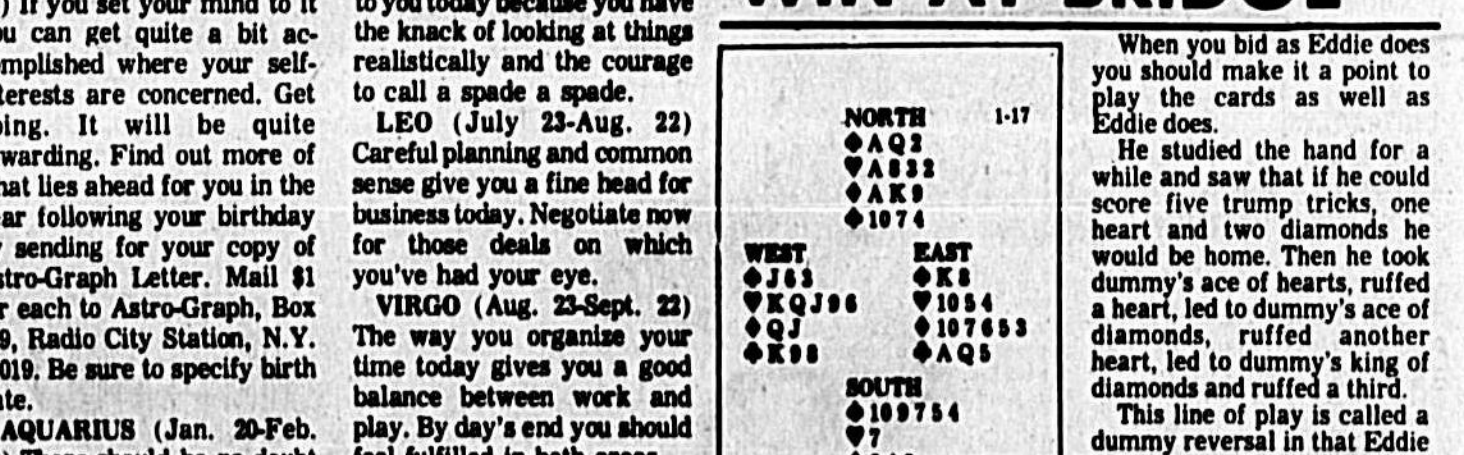 ) If you set your mind to it
can get quite a bit ac-
where your self-
are concerned. Get
It will be quite
Find out more of
lies ahead for you in the
following your birthday
sending for your copy of
Letter. Mail $1
each to Astro-Graph, Box
9, Radio City Station, N.Y.
019. Be sure to specify birth
AQUARIUS (Jan. 20-Feb.
to you today because you have
the knack of looking at things
realistically and the courage
to call a spade a spade.
LEO (July 23-Aug. 22)
Careful planning and common
sense give you a fine head for
business today. Negotiate now
for those deals on which
you've had your eye.
VIRGO (Aug. 23-Sept. 22)
The way you organize your
time today gives you a good
balance between work and
play. By day's end you should
WIN AT BRIDGE
NORTH 1-17
♠AQ2
♥A832
♦AK9
♣1074
WEST EAST
♠J63 ♠K8
♥KQJ96 ♥1054
♦QJ ♦107653
♣K98 ♣AQ5
SOUTH
♠109754
♥7
When you bid as Eddie does
you should make it a point to
play the cards as well as
Eddie does.
He studied the hand for a
while and saw that if he could
score five trump tricks, one
heart and two diamonds he
would be home. Then he took
dummy's ace of hearts, ruffed
a heart, led to dummy's ace of
diamonds, ruffed another
heart, led to dummy's king of
diamonds and ruffed a third.
This line of play is called a
dummy reversal in that Eddie